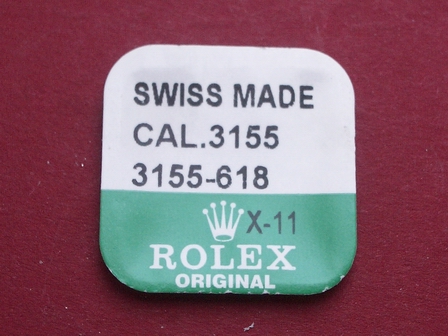 SWISS MADE
CAL.3155
3155-618
X-11
ROLEX
ORIGINAL